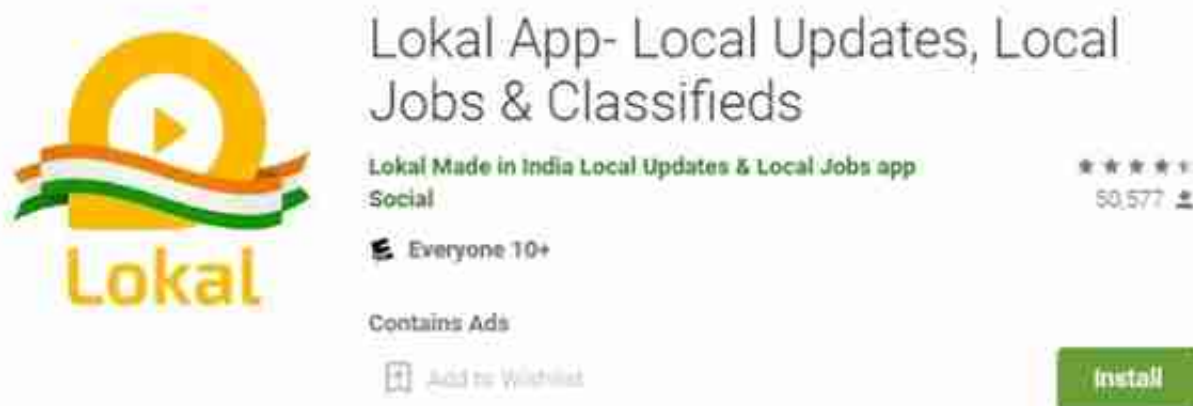 Lokal App- Local Updates, Local
Jobs & Classifieds
Lokal Made in India Local Updates & Local Jobs app
Social
50,577
E Everyone 10+
Contains Ads
Add to Wishlist
Install
Lokal